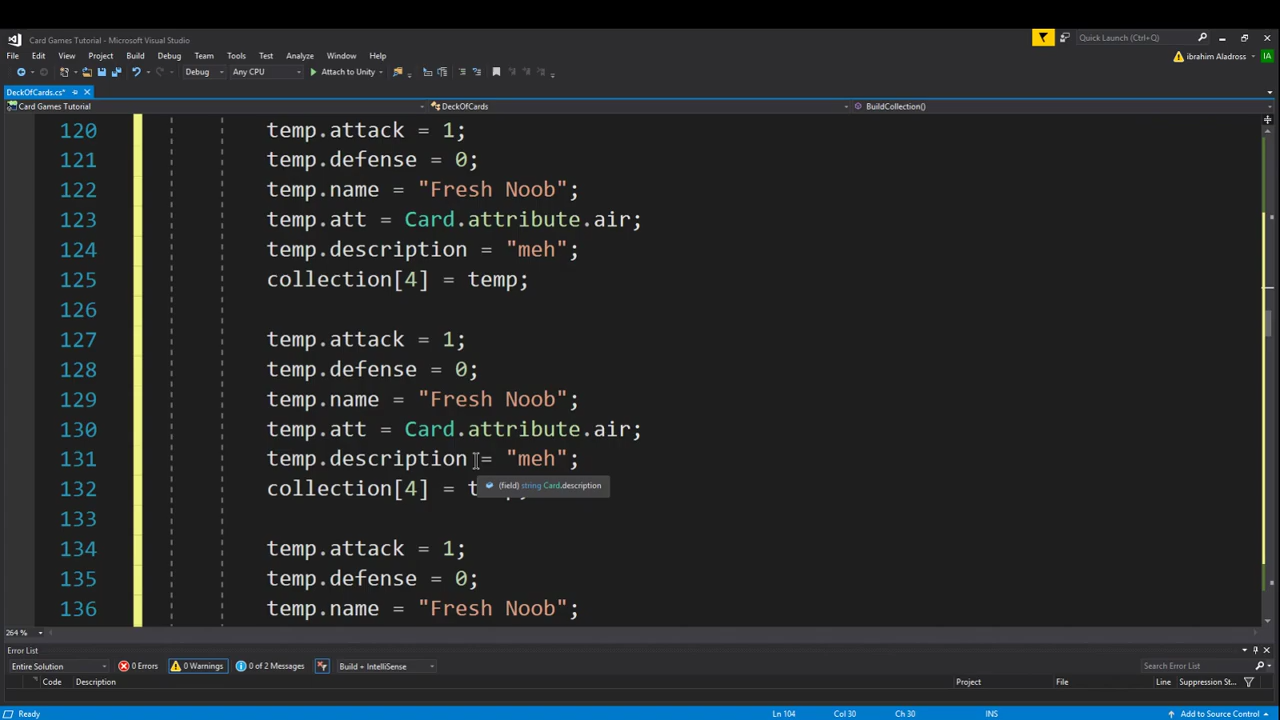 Card Games Tutorial - Microsoft Visual Studio
Quick Launch (Ctrl+Q)
File Edit View Project Build Debug Team Tools Test Analyze Window Help
ibrahim Aladross IA
Debug Any CPU Attach to Unity
DeckOfCards.cs*
Card Games Tutorial DeckOfCards BuildCollection()
120 temp.attack = 1;
121 temp.defense = 0;
122 temp.name = "Fresh Noob";
123 temp.att = Card.attribute.air;
124 temp.description = "meh";
125 collection[4] = temp;
126
127 temp.attack = 1;
128 temp.defense = 0;
129 temp.name = "Fresh Noob";
130 temp.att = Card.attribute.air;
131 temp.description = "meh";
(field) string Card.description
132 collection[4] =
133
134 temp.attack = 1;
135 temp.defense = 0;
136 temp.name = "Fresh Noob";
264 %
Error List
Entire Solution 0 Errors 0 Warnings 0 of 2 Messages Build + IntelliSense Search Error List
Code Description Project File Line Suppression St...
Ready Ln 104 Col 30 Ch 30 INS Add to Source Control